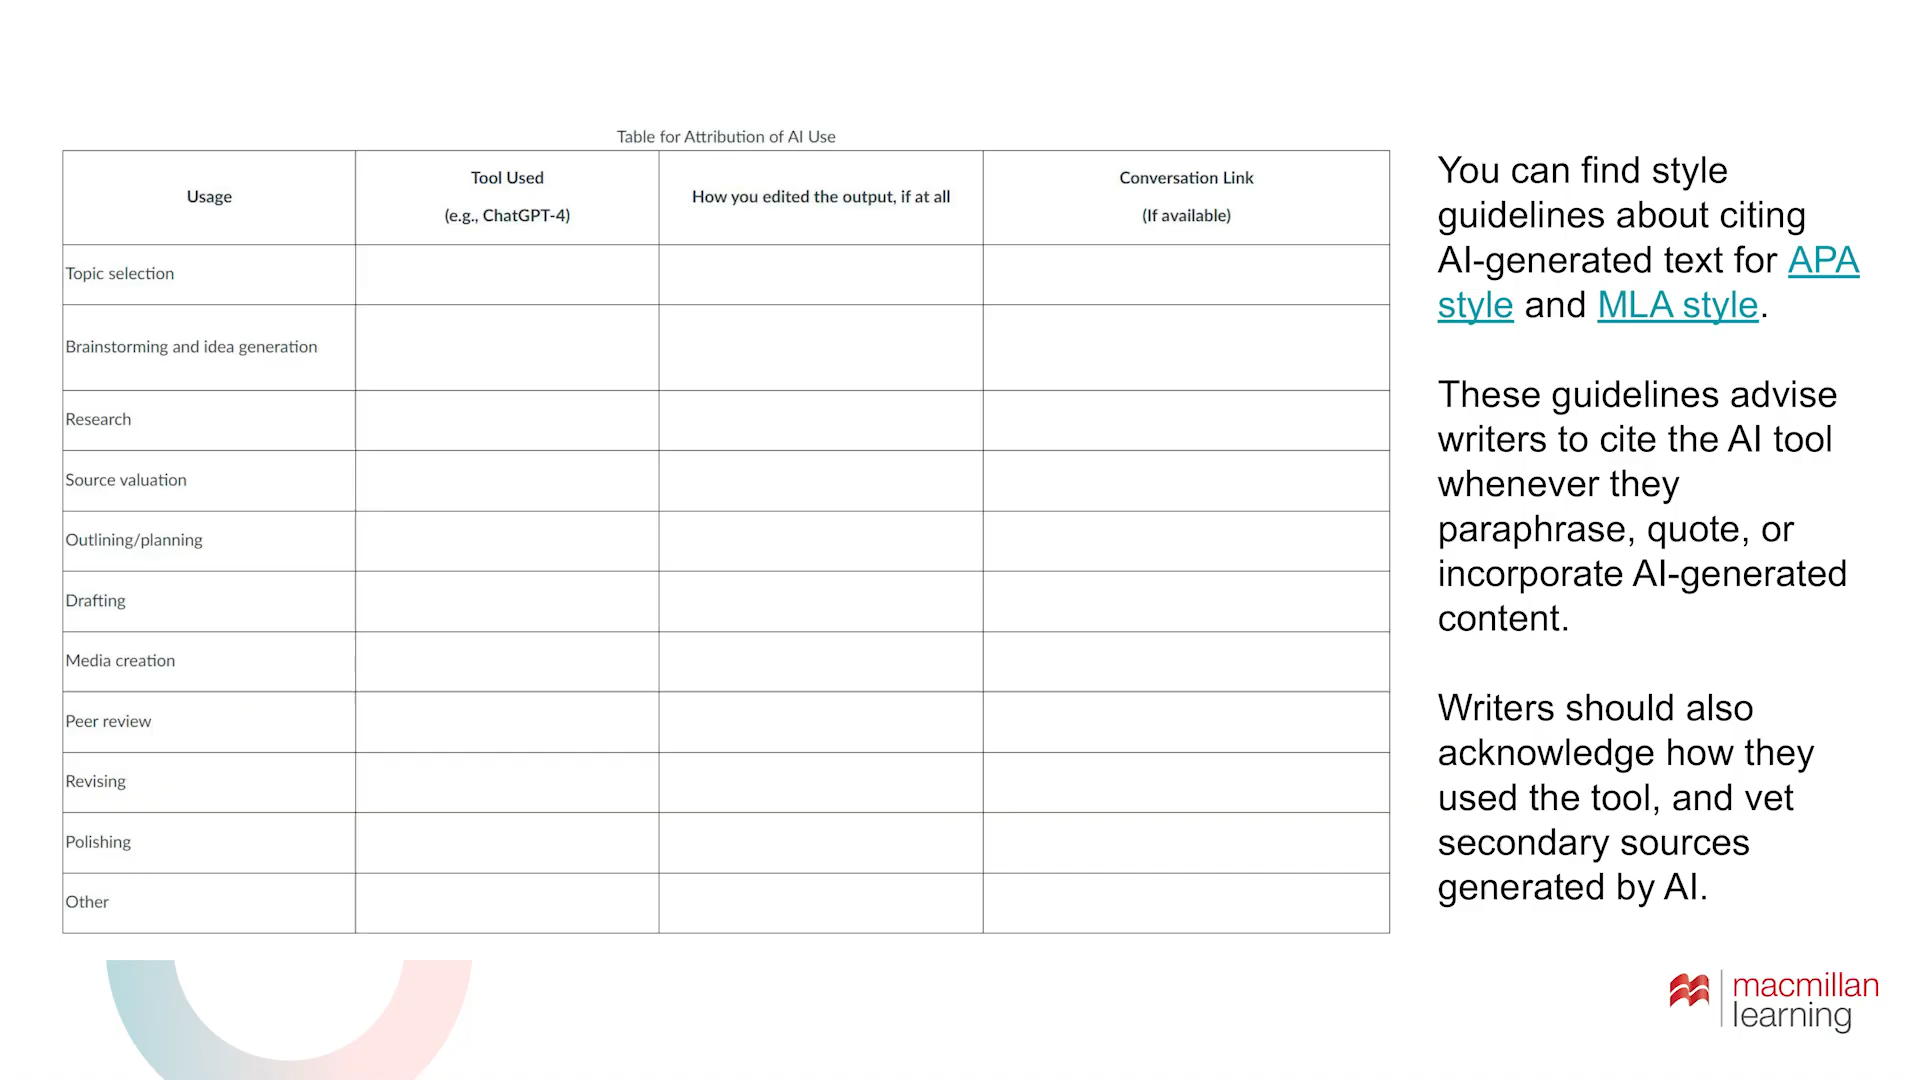 Table for Attribution of AI Use
Usage
Tool Used
(e.g., ChatGPT-4)
How you edited the output, if at all
Conversation Link
(If available)
Topic selection
Brainstorming and idea generation
Research
Source valuation
Outlining/planning
Drafting
Media creation
Peer review
Revising
Polishing
Other
You can find style
guidelines about citing
AI-generated text for APA
style and MLA style.
These guidelines advise
writers to cite the AI tool
whenever they
paraphrase, quote, or
incorporate AI-generated
content.
Writers should also
acknowledge how they
used the tool, and vet
secondary sources
generated by AI.
macmillan
learning